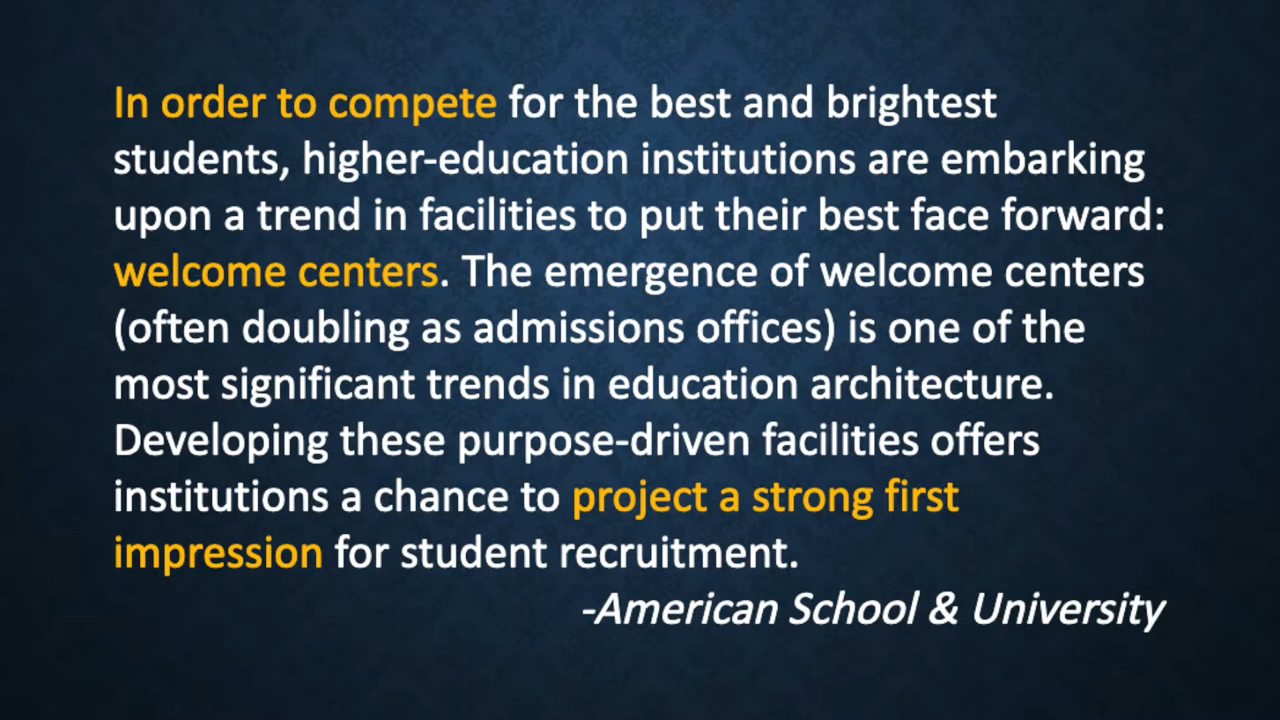 In order to compete for the best and brightest
students, higher-education institutions are embarking
upon a trend in facilities to put their best face forward:
welcome centers. The emergence of welcome centers
(often doubling as admissions offices) is one of the
most significant trends in education architecture.
Developing these purpose-driven facilities offers
institutions a chance to project a strong first
impression for student recruitment.
-American School & University